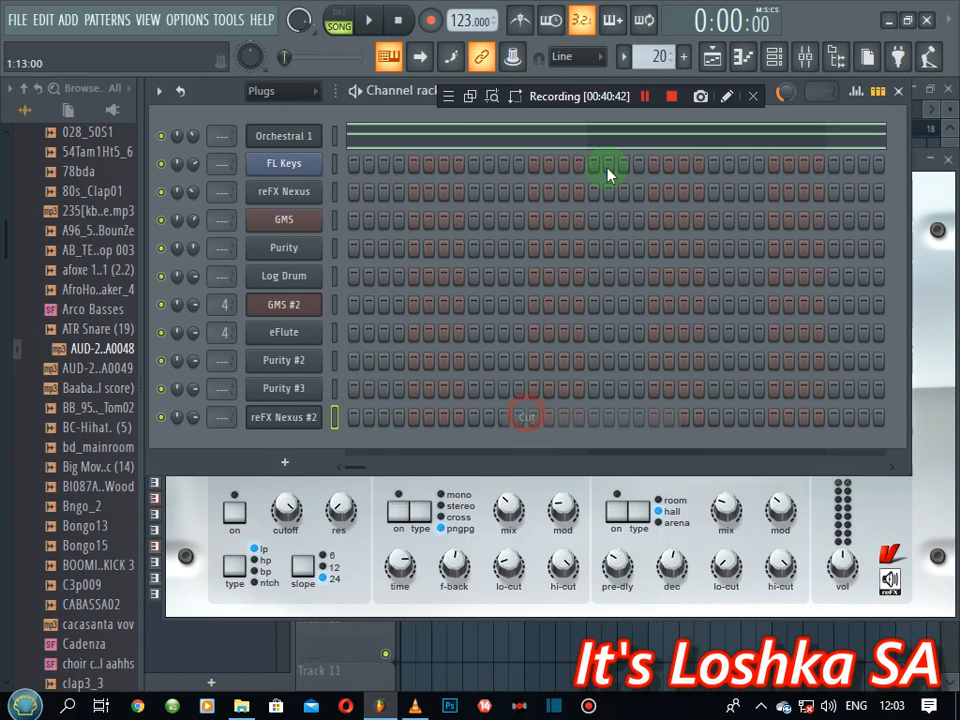 FILE EDIT ADD PATTERNS VIEW OPTIONS TOOLS HELP
PAT
SONG
123.000
3.2.
0:00:00
M:S:CS
1:13:00
Line
20
Browse.. All
Plugs
Channel rack
Recording [00:40:42]
18
028_50S1
54Tam1Ht5_6
78bda
80s_Clap01
235[kb..e.mp3
A96_5..BounZe
AB_TE..op 003
afoxe 1..1 (2.2)
AfroHo..aker_4
Arco Basses
ATR Snare (19)
AUD-2..A0048
AUD-2..A0048
Baaba..l score)
BB_95.._Tom02
BC-Hihat. (5)
bd_mainroom
Big Mov..c (14)
BI087A..Wood
Bngo_2
Bongo13
Bongo15
BOOMI..KICK 3
C3p009
CABASSA02
cacasanta vov
Cadenza
choir c..l aahhs
clap3_3
Orchestral 1
FL Keys
reFX Nexus
GMS
Purity
Log Drum
4 GMS #2
4 eFlute
Purity #2
Purity #3
reFX Nexus #2
Cut
on
cutoff
res
type
lp
hp
bp
ntch
slope
6
12
24
on type
mono
stereo
cross
pngpg
mix
mod
time
f-back
lo-cut
hi-cut
on type
room
hall
arena
mix
mod
pre-dly
dec
lo-cut
hi-cut
vol
reFX
Track 11
It's Loshka SA
ENG
12:03